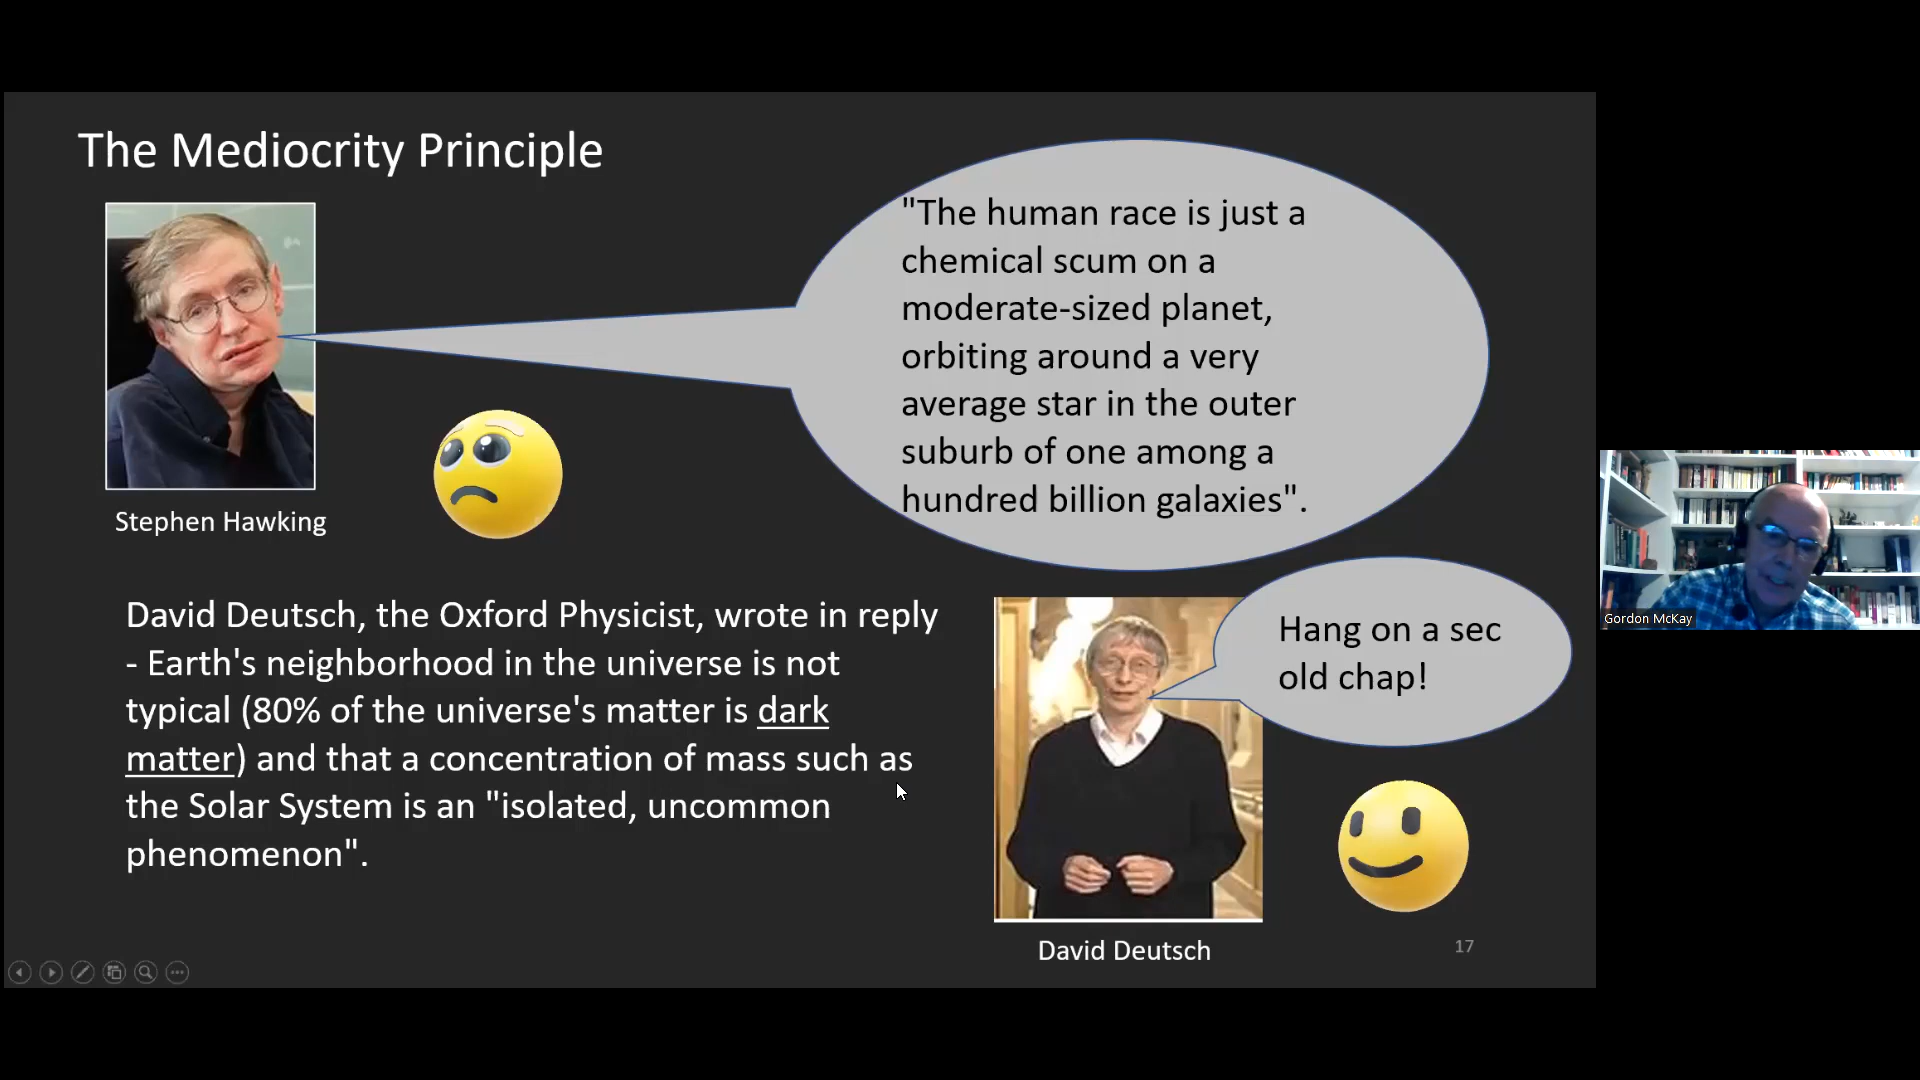 The Mediocrity Principle
"The human race is just a
chemical scum on a
moderate-sized planet,
orbiting around a very
average star in the outer
suburb of one among a
hundred billion galaxies".
Stephen Hawking
David Deutsch, the Oxford Physicist, wrote in reply
- Earth's neighborhood in the universe is not
typical (80% of the universe's matter is dark
matter) and that a concentration of mass such as
the Solar System is an "isolated, uncommon
phenomenon".
Hang on a sec
old chap!
David Deutsch
17
Gordon McKay